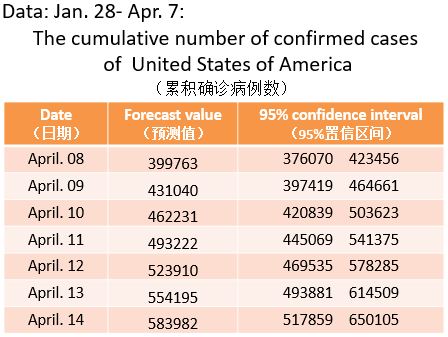 Data: Jan. 28- Apr. 7:
The cumulative number of confirmed cases
of United States of America
（累积确诊病例数）
Date Forecast value 95% confidence interval
（日期） （预测值） （95%置信区间）
April. 08 399763 376070 423456
April. 09 431040 397419 464661
April. 10 462231 420839 503623
April. 11 493222 445069 541375
April. 12 523910 469535 578285
April. 13 554195 493881 614509
April. 14 583982 517859 650105